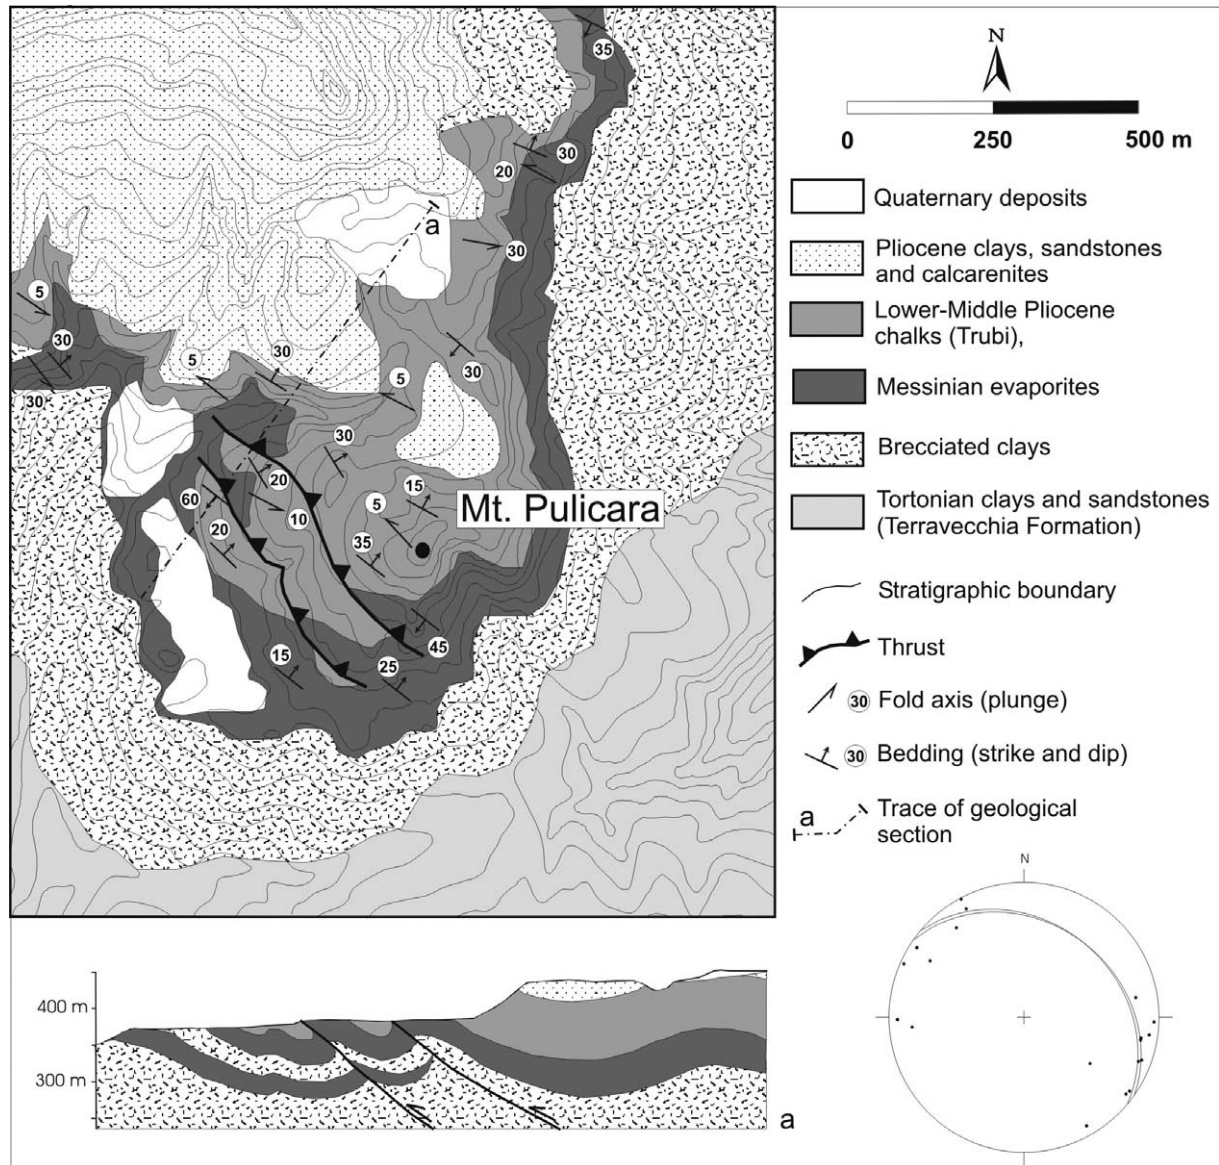 35
N
0 250 500 m
20
30
a
30
5
30
5
30
5
30
30
30
Quaternary deposits
Pliocene clays, sandstones
and calcarenites
Lower-Middle Pliocene
chalks (Trubi),
Messinian evaporites
Brecciated clays
Tortonian clays and sandstones
(Terravecchia Formation)
Stratigraphic boundary
Thrust
30 Fold axis (plunge)
30 Bedding (strike and dip)
a Trace of geological
section
60
20
20
10
5
15
Mt. Pulicara
35
15
25
45
N
400 m
300 m
a